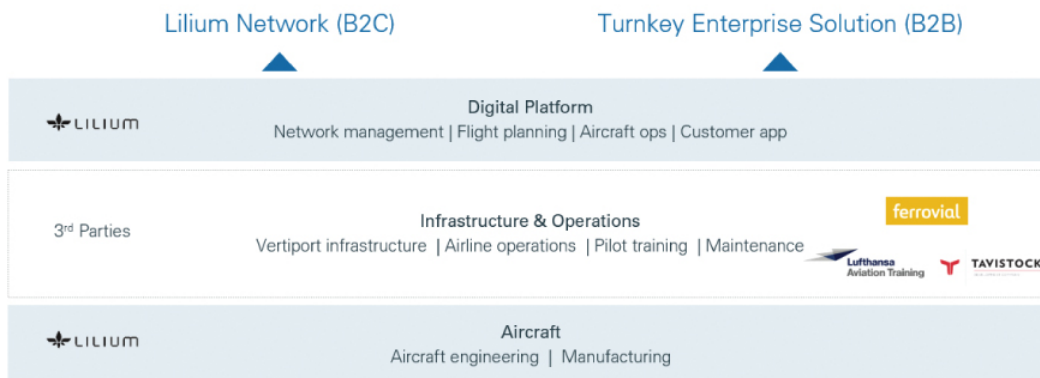 Lilium Network (B2C)
Turnkey Enterprise Solution (B2B)
LILIUM
Digital Platform
Network management | Flight planning | Aircraft ops | Customer app
3rd Parties
Infrastructure & Operations
Vertiport infrastructure | Airline operations | Pilot training | Maintenance
ferrovial
Lufthansa
Aviation Training
TAVISTOCK
LILIUM
Aircraft
Aircraft engineering | Manufacturing